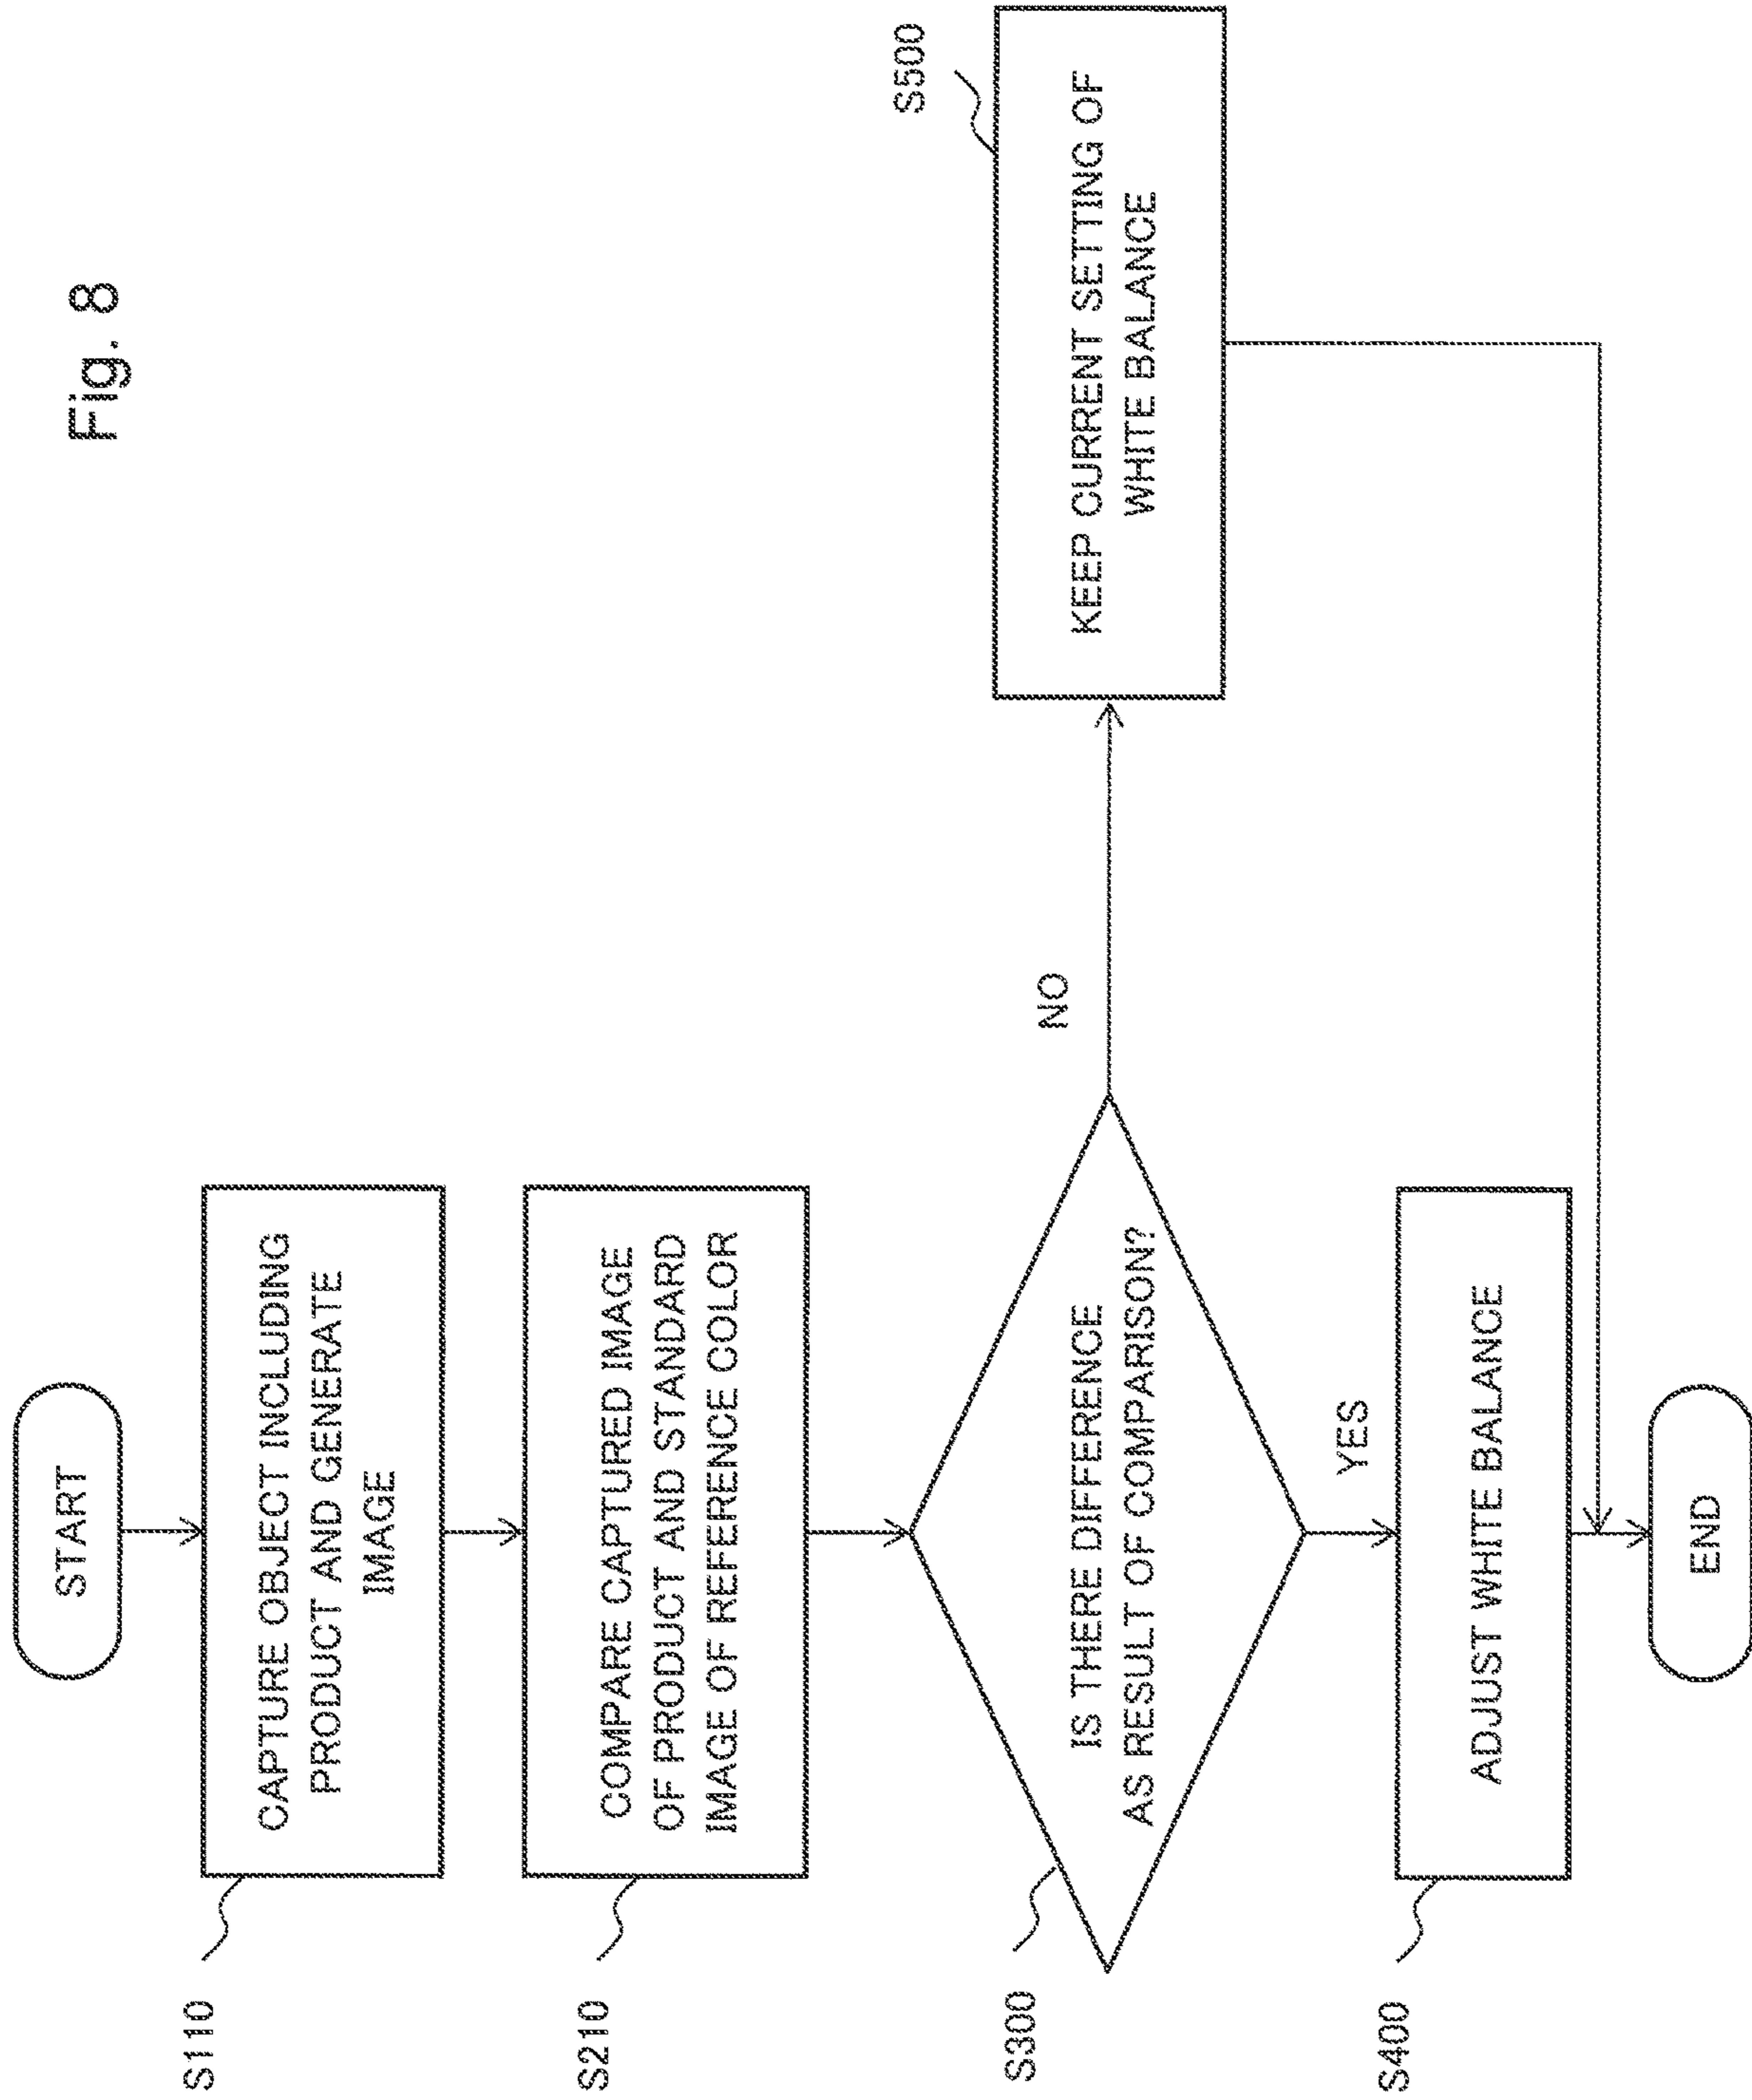 Fig. 8
START
S110
CAPTURE OBJECT INCLUDING
PRODUCT AND GENERATE
IMAGE
S210
COMPARE CAPTURED IMAGE
OF PRODUCT AND STANDARD
IMAGE OF REFERENCE COLOR
S300
IS THERE DIFFERENCE
AS RESULT OF COMPARISON?
NO
S500
KEEP CURRENT SETTING OF
WHITE BALANCE
YES
S400
ADJUST WHITE BALANCE
END